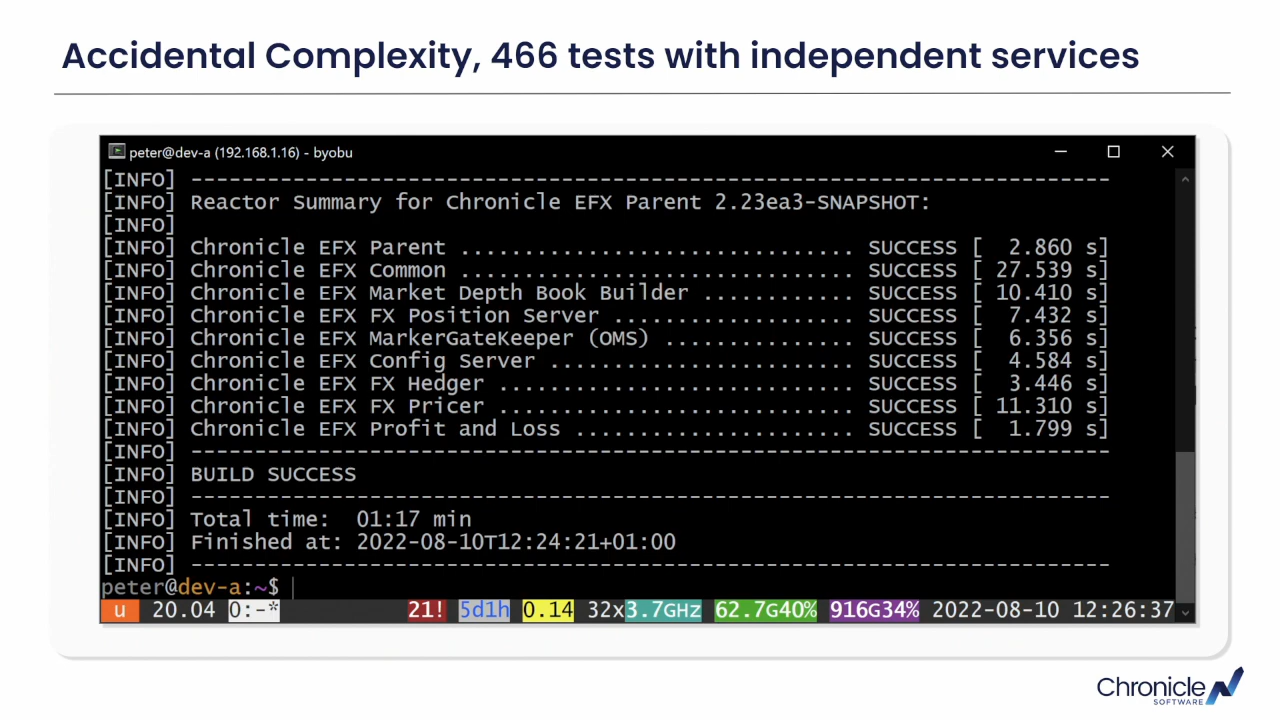 Accidental Complexity, 466 tests with independent services
peter@dev-a (192.168.1.16) - byobu
[INFO] ------------------------------------------------------------------------
[INFO] Reactor Summary for Chronicle EFX Parent 2.23ea3-SNAPSHOT:
[INFO]
[INFO] Chronicle EFX Parent ............................... SUCCESS [  2.860 s]
[INFO] Chronicle EFX Common ............................... SUCCESS [ 27.539 s]
[INFO] Chronicle EFX Market Depth Book Builder ............ SUCCESS [ 10.410 s]
[INFO] Chronicle EFX FX Position Server ................... SUCCESS [  7.432 s]
[INFO] Chronicle EFX MarkerGateKeeper (OMS) ............... SUCCESS [  6.356 s]
[INFO] Chronicle EFX Config Server ........................ SUCCESS [  4.584 s]
[INFO] Chronicle EFX FX Hedger ............................ SUCCESS [  3.446 s]
[INFO] Chronicle EFX FX Pricer ............................ SUCCESS [ 11.310 s]
[INFO] Chronicle EFX Profit and Loss ...................... SUCCESS [  1.799 s]
[INFO] ------------------------------------------------------------------------
[INFO] BUILD SUCCESS
[INFO] ------------------------------------------------------------------------
[INFO] Total time:  01:17 min
[INFO] Finished at: 2022-08-10T12:24:21+01:00
[INFO] ------------------------------------------------------------------------
peter@dev-a:~$
u 20.04 0:-* 21! 5d1h 0.14 32x3.7GHz 62.7G40% 916G34% 2022-08-10 12:26:37
Chronicle
SOFTWARE